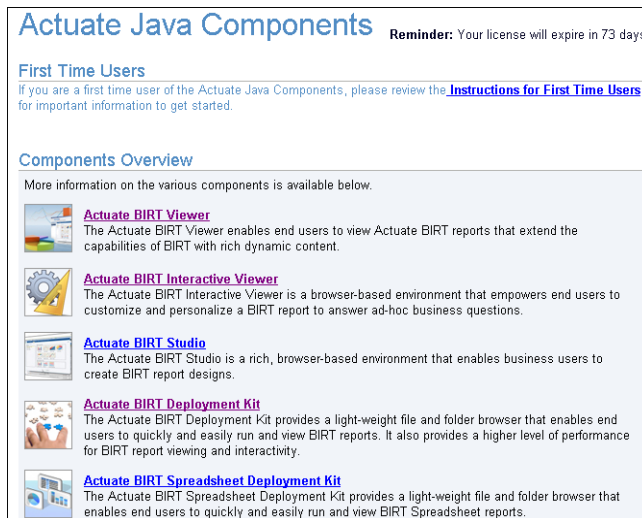 Actuate Java Components
Reminder: Your license will expire in 73 days
First Time Users
If you are a first time user of the Actuate Java Components, please review the Instructions for First Time Users
for important information to get started.
Components Overview
More information on the various components is available below.
Actuate BIRT Viewer
The Actuate BIRT Viewer enables end users to view Actuate BIRT reports that extend the
capabilities of BIRT with rich dynamic content.
Actuate BIRT Interactive Viewer
The Actuate BIRT Interactive Viewer is a browser-based environment that empowers end users to
customize and personalize a BIRT report to answer ad-hoc business questions.
Actuate BIRT Studio
The Actuate BIRT Studio is a rich, browser-based environment that enables business users to
create BIRT report designs.
Actuate BIRT Deployment Kit
The Actuate BIRT Deployment Kit provides a light-weight file and folder browser that enables end
users to quickly and easily run and view BIRT reports. It also provides a higher level of performance
for BIRT report viewing and interactivity.
Actuate BIRT Spreadsheet Deployment Kit
The Actuate BIRT Spreadsheet Deployment Kit provides a light-weight file and folder browser that
enables end users to quickly and easily run and view BIRT Spreadsheet reports.